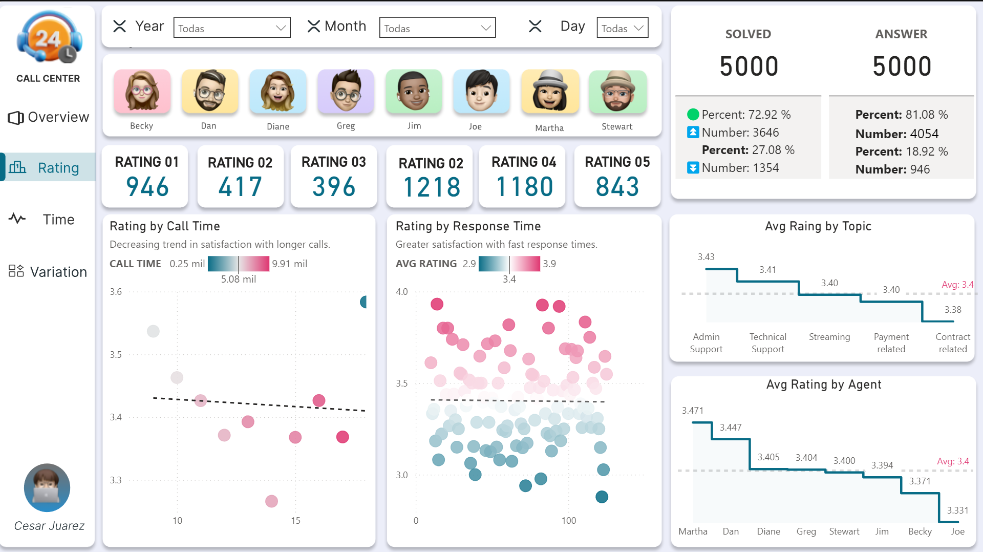 24
CALL CENTER
Overview
Rating
Time
Variation
Cesar Juarez
Year Todas Month Todas Day Todas
Becky Dan Diane Greg Jim Joe Martha Stewart
RATING 01 RATING 02 RATING 03 RATING 02 RATING 04 RATING 05
946 417 396 1218 1180 843
SOLVED
5000
Percent: 72.92 %
Number: 3646
Percent: 27.08 %
Number: 1354
ANSWER
5000
Percent: 81.08 %
Number: 4054
Percent: 18.92 %
Number: 946
Rating by Call Time
Decreasing trend in satisfaction with longer calls.
CALL TIME 0.25 mil 9.91 mil
5.08 mil
3.6
3.5
3.4
3.3
10 15
Rating by Response Time
Greater satisfaction with fast response times.
AVG RATING 2.9 3.9
3.4
4.0
3.5
3.0
0 100
Avg Raing by Topic
3.43
3.41
3.40
3.40
3.38
Avg: 3.4
Admin Support
Technical Support
Streaming
Payment related
Contract related
Avg Rating by Agent
3.471
3.447
3.405
3.404
3.400
3.394
3.371
3.331
Avg: 3.4
Martha Dan Diane Greg Stewart Jim Becky Joe